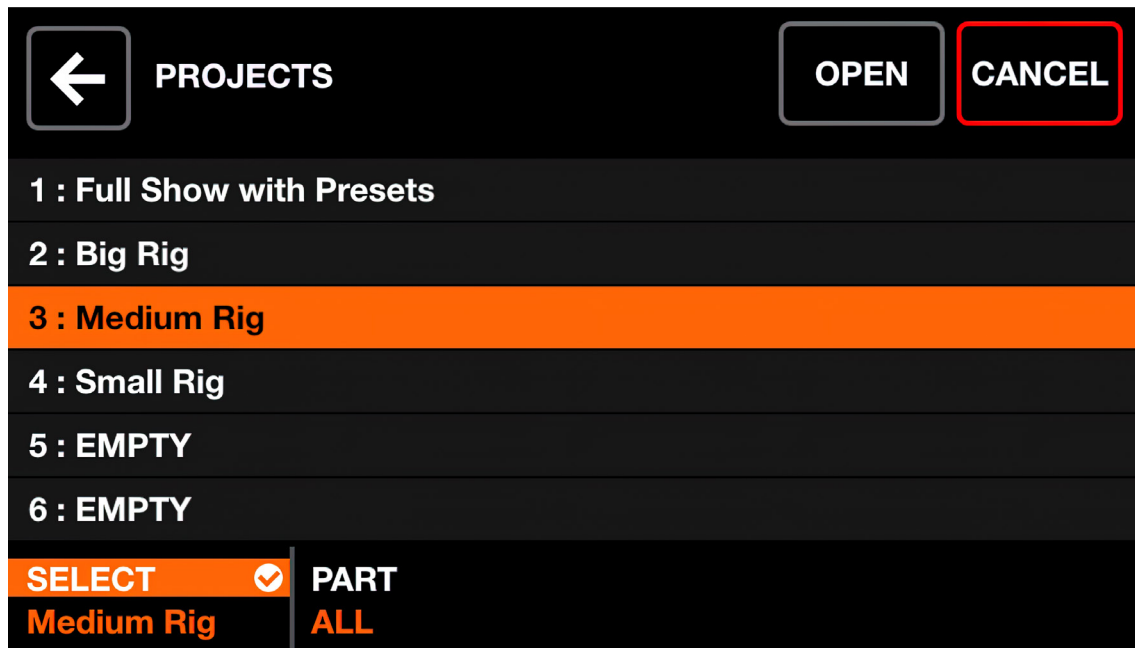 PROJECTS
OPEN
CANCEL
1 : Full Show with Presets
2 : Big Rig
3 : Medium Rig
4 : Small Rig
5 : EMPTY
6 : EMPTY
SELECT
Medium Rig
PART
ALL